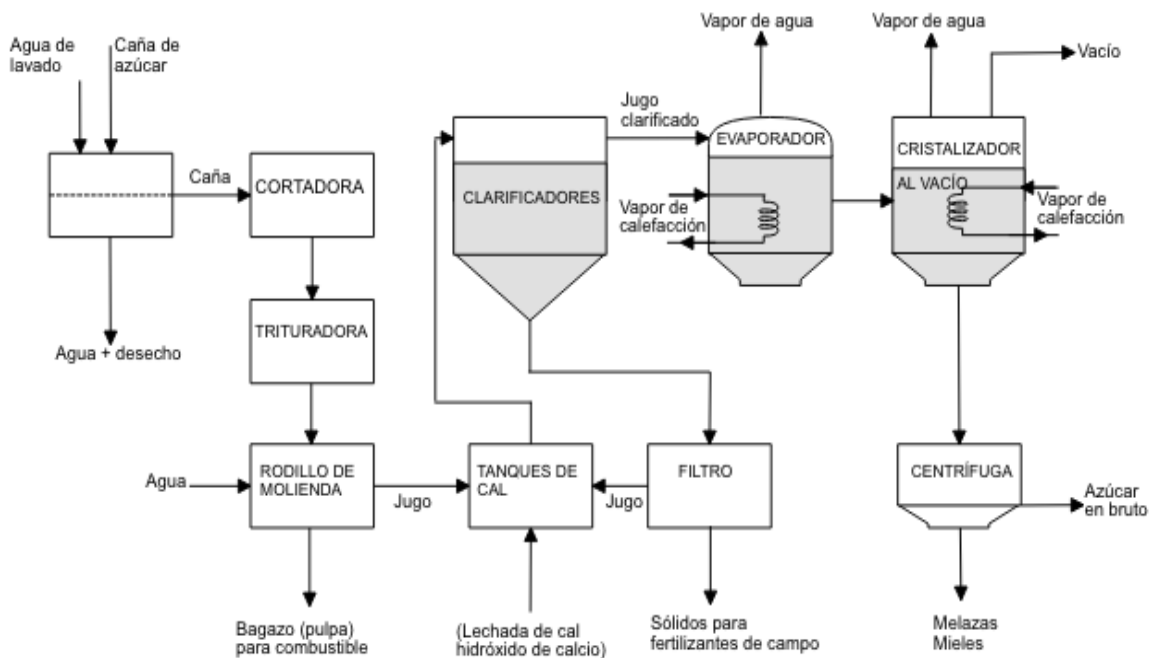 Vapor de agua
Vapor de agua
Agua de
lavado
Caña de
azúcar
Vacío
Jugo
clarificado
EVAPORADOR
CRISTALIZADOR
AL VACÍO
Caña
CORTADORA
CLARIFICADORES
Vapor de
calefacción
Vapor de
calefacción
TRITURADORA
Agua + desecho
RODILLO DE
MOLIENDA
TANQUES DE
CAL
FILTRO
CENTRÍFUGA
Agua
Jugo
Jugo
Azúcar
en bruto
Bagazo (pulpa)
para combustible
(Lechada de cal
hidróxido de calcio)
Sólidos para
fertilizantes de campo
Melazas
Mieles